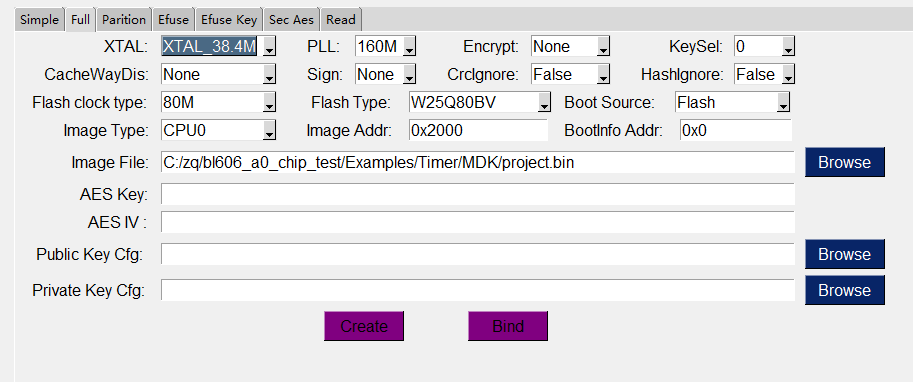 Simple Full Parition Efuse Efuse Key Sec Aes Read
XTAL: XTAL_38.4M PLL: 160M Encrypt: None KeySel: 0
CacheWayDis: None Sign: None CrcIgnore: False HashIgnore: False
Flash clock type: 80M Flash Type: W25Q80BV Boot Source: Flash
Image Type: CPU0 Image Addr: 0x2000 BootInfo Addr: 0x0
Image File: C:/zq/bl606_a0_chip_test/Examples/Timer/MDK/project.bin Browse
AES Key:
AES IV :
Public Key Cfg: Browse
Private Key Cfg: Browse
Create Bind